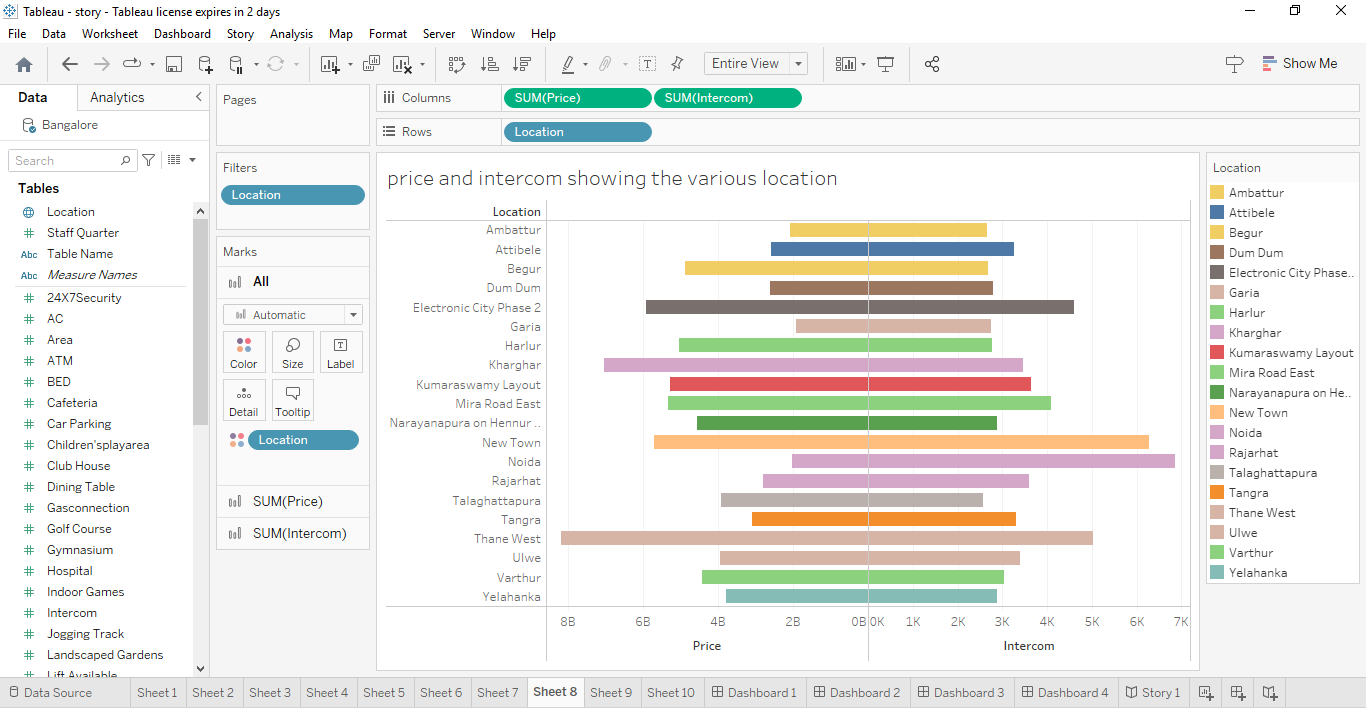 Tableau - story - Tableau license expires in 2 days
File Data Worksheet Dashboard Story Analysis Map Format Server Window Help
Entire View
Show Me
Data Analytics
Bangalore
Search
Tables
Location
Staff Quarter
Abc Table Name
Abc Measure Names
24X7Security
AC
Area
ATM
BED
Cafeteria
Car Parking
Children'splayarea
Club House
Dining Table
Gasconnection
Golf Course
Gymnasium
Hospital
Indoor Games
Intercom
Jogging Track
Landscaped Gardens
Lift Available
Pages
Filters
Location
Marks
All
Automatic
Color Size Label
Detail Tooltip
Location
SUM(Price)
SUM(Intercom)
Columns SUM(Price) SUM(Intercom)
Rows Location
price and intercom showing the various location
Location
Ambattur
Attibele
Begur
Dum Dum
Electronic City Phase 2
Garia
Harlur
Kharghar
Kumaraswamy Layout
Mira Road East
Narayanapura on Hennur ..
New Town
Noida
Rajarhat
Talaghattapura
Tangra
Thane West
Ulwe
Varthur
Yelahanka
8B 6B 4B 2B 0B 0K 1K 2K 3K 4K 5K 6K 7K
Price Intercom
Location
Ambattur
Attibele
Begur
Dum Dum
Electronic City Phase..
Garia
Harlur
Kharghar
Kumaraswamy Layout
Mira Road East
Narayanapura on He..
New Town
Noida
Rajarhat
Talaghattapura
Tangra
Thane West
Ulwe
Varthur
Yelahanka
Data Source Sheet 1 Sheet 2 Sheet 3 Sheet 4 Sheet 5 Sheet 6 Sheet 7 Sheet 8 Sheet 9 Sheet 10 Dashboard 1 Dashboard 2 Dashboard 3 Dashboard 4 Story 1